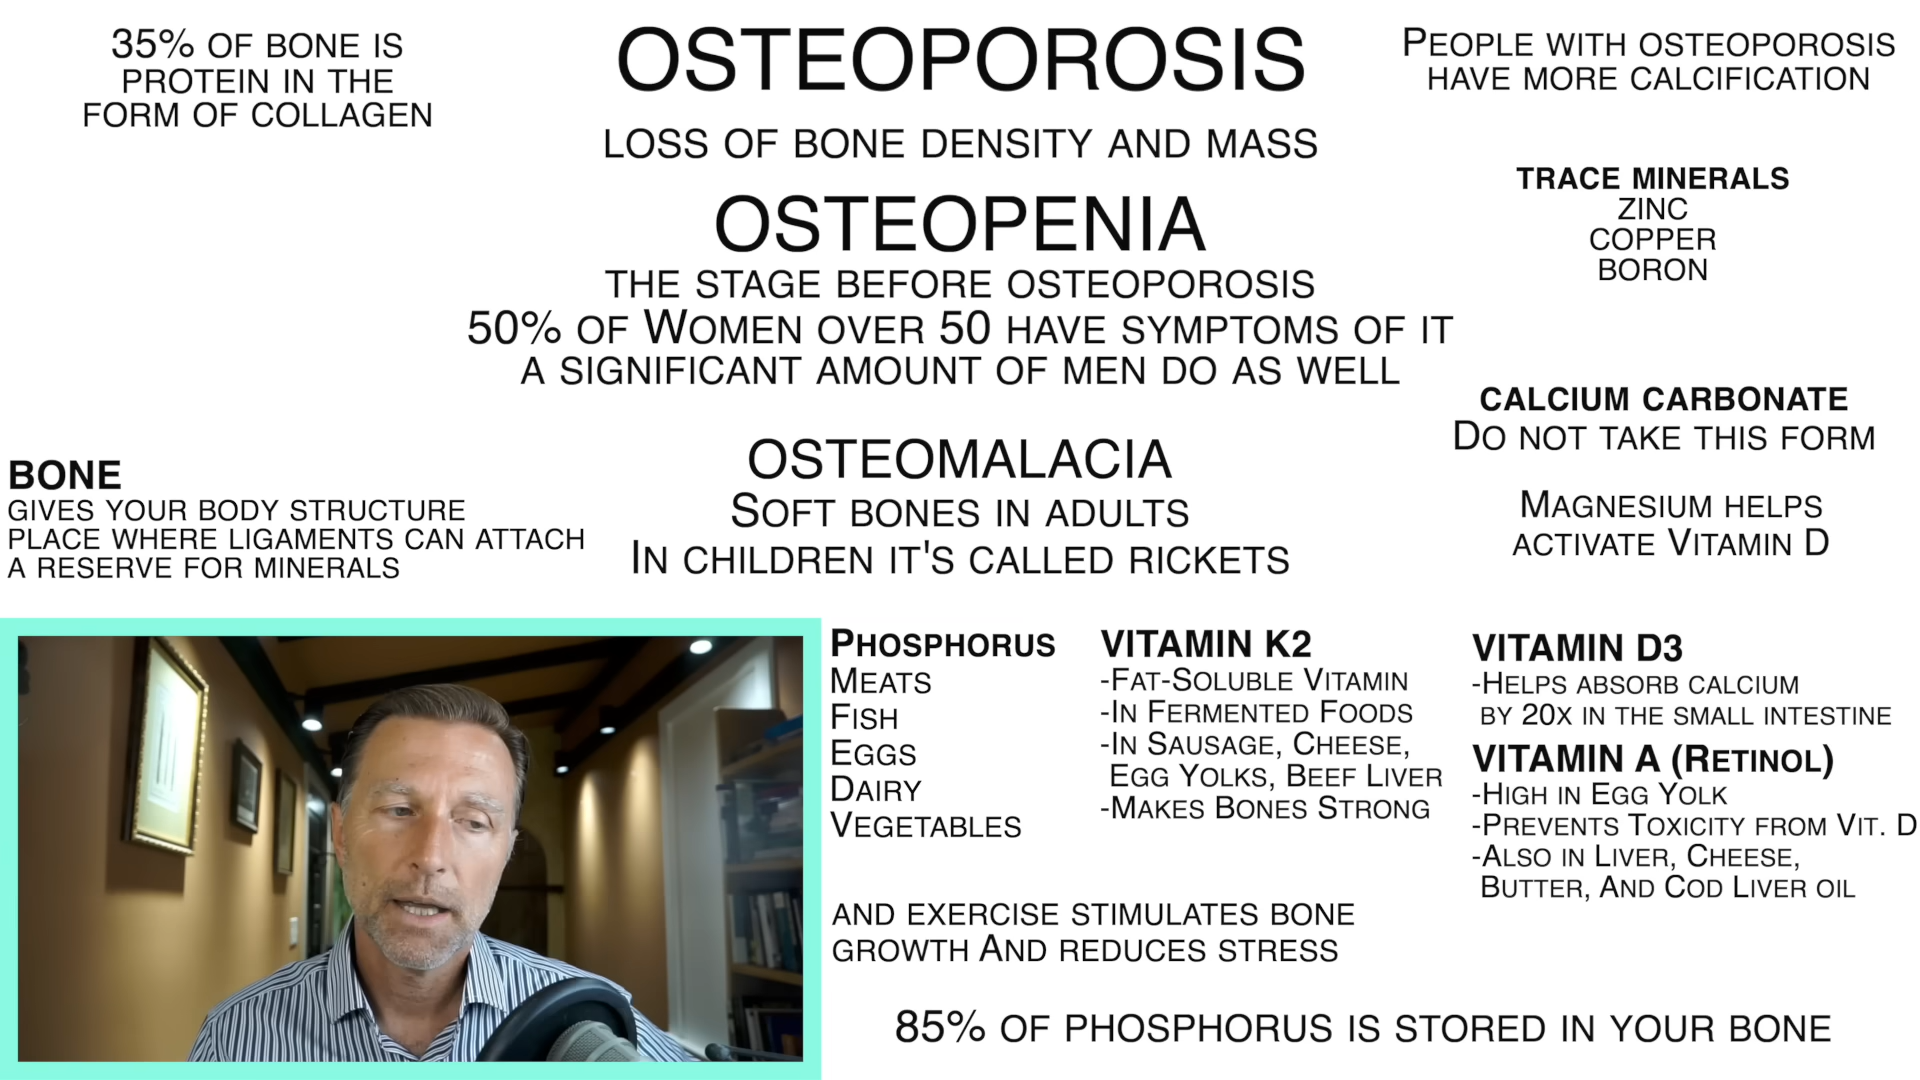 35% OF BONE IS
PROTEIN IN THE
FORM OF COLLAGEN
OSTEOPOROSIS
LOSS OF BONE DENSITY AND MASS
OSTEOPENIA
THE STAGE BEFORE OSTEOPOROSIS
50% OF WOMEN OVER 50 HAVE SYMPTOMS OF IT
A SIGNIFICANT AMOUNT OF MEN DO AS WELL
OSTEOMALACIA
SOFT BONES IN ADULTS
IN CHILDREN IT'S CALLED RICKETS
PEOPLE WITH OSTEOPOROSIS
HAVE MORE CALCIFICATION
TRACE MINERALS
ZINC
COPPER
BORON
CALCIUM CARBONATE
DO NOT TAKE THIS FORM
MAGNESIUM HELPS
ACTIVATE VITAMIN D
BONE
GIVES YOUR BODY STRUCTURE
PLACE WHERE LIGAMENTS CAN ATTACH
A RESERVE FOR MINERALS
PHOSPHORUS
MEATS
FISH
EGGS
DAIRY
VEGETABLES
VITAMIN K2
-FAT-SOLUBLE VITAMIN
-IN FERMENTED FOODS
-IN SAUSAGE, CHEESE,
EGG YOLKS, BEEF LIVER
-MAKES BONES STRONG
VITAMIN D3
-HELPS ABSORB CALCIUM
BY 20X IN THE SMALL INTESTINE
VITAMIN A (RETINOL)
-HIGH IN EGG YOLK
-PREVENTS TOXICITY FROM VIT. D
-ALSO IN LIVER, CHEESE,
BUTTER, AND COD LIVER OIL
AND EXERCISE STIMULATES BONE
GROWTH AND REDUCES STRESS
85% OF PHOSPHORUS IS STORED IN YOUR BONE